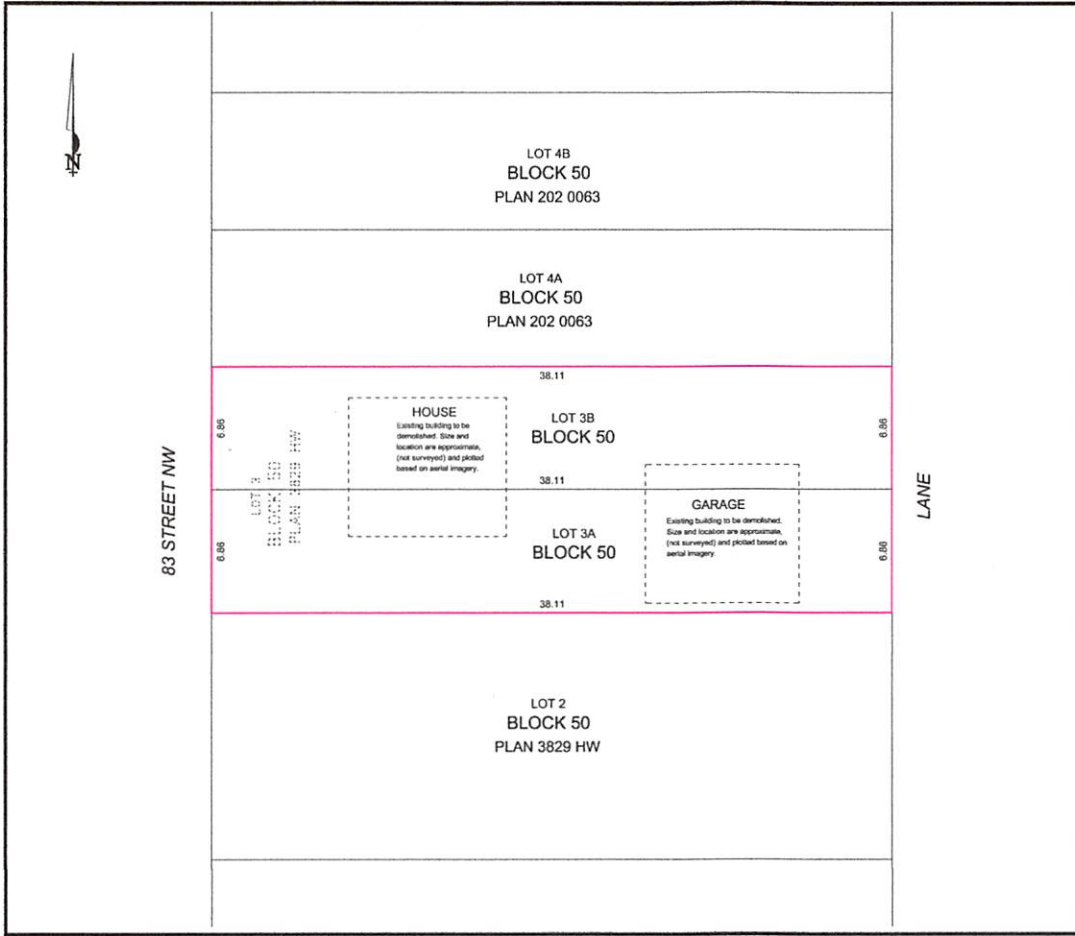 N
LOT 4B
BLOCK 50
PLAN 202 0063
LOT 4A
BLOCK 50
PLAN 202 0063
38.11
6.86
HOUSE
Existing building to be
demolished. Size and
location are approximate,
(not surveyed) and plotted
based on aerial imagery.
LOT 3B
BLOCK 50
6.86
83 STREET NW
LOT 3
BLOCK 50
PLAN 3829 HW
38.11
LANE
6.86
LOT 3A
BLOCK 50
GARAGE
Existing building to be demolished.
Size and location are approximate,
(not surveyed) and plotted based on
aerial imagery.
6.86
38.11
LOT 2
BLOCK 50
PLAN 3829 HW